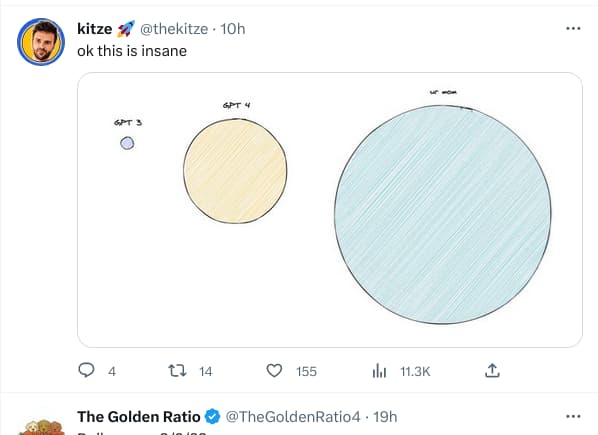 kitze 🚀 @thekitze · 10h
ok this is insane
GPT 3
GPT 4
ur mom
4 14 155 11.3K
The Golden Ratio @TheGoldenRatio4 · 19h